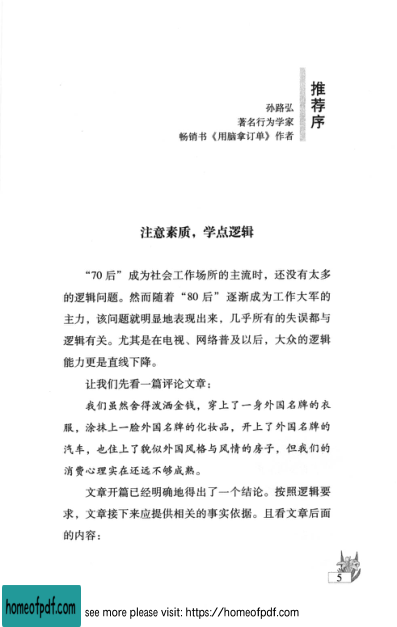 推荐序
孙路弘
著名行为学家
畅销书《用脑拿订单》作者
注意素质，学点逻辑
“70 后”成为社会工作场所的主流时，还没有太多
的逻辑问题。然而随着“80 后”逐渐成为工作大军的
主力，该问题就明显地表现出来，几乎所有的失误都与
逻辑有关。尤其是在电视、网络普及以后，大众的逻辑
能力更是直线下降。
让我们先看一篇评论文章：
我们虽然舍得泼洒金钱，穿上了一身外国名牌的衣
服，涂抹上一脸外国名牌的化妆品，开上了外国名牌的
汽车，也住上了貌似外国风格与风情的房子，但我们的
消费心理实在还远不够成熟。
文章开篇已经明确地得出了一个结论。按照逻辑要
求，文章接下来应提供相关的事实依据。且看文章后面
的内容：
5
homeofpdf.com
see more please visit: https://homeofpdf.com